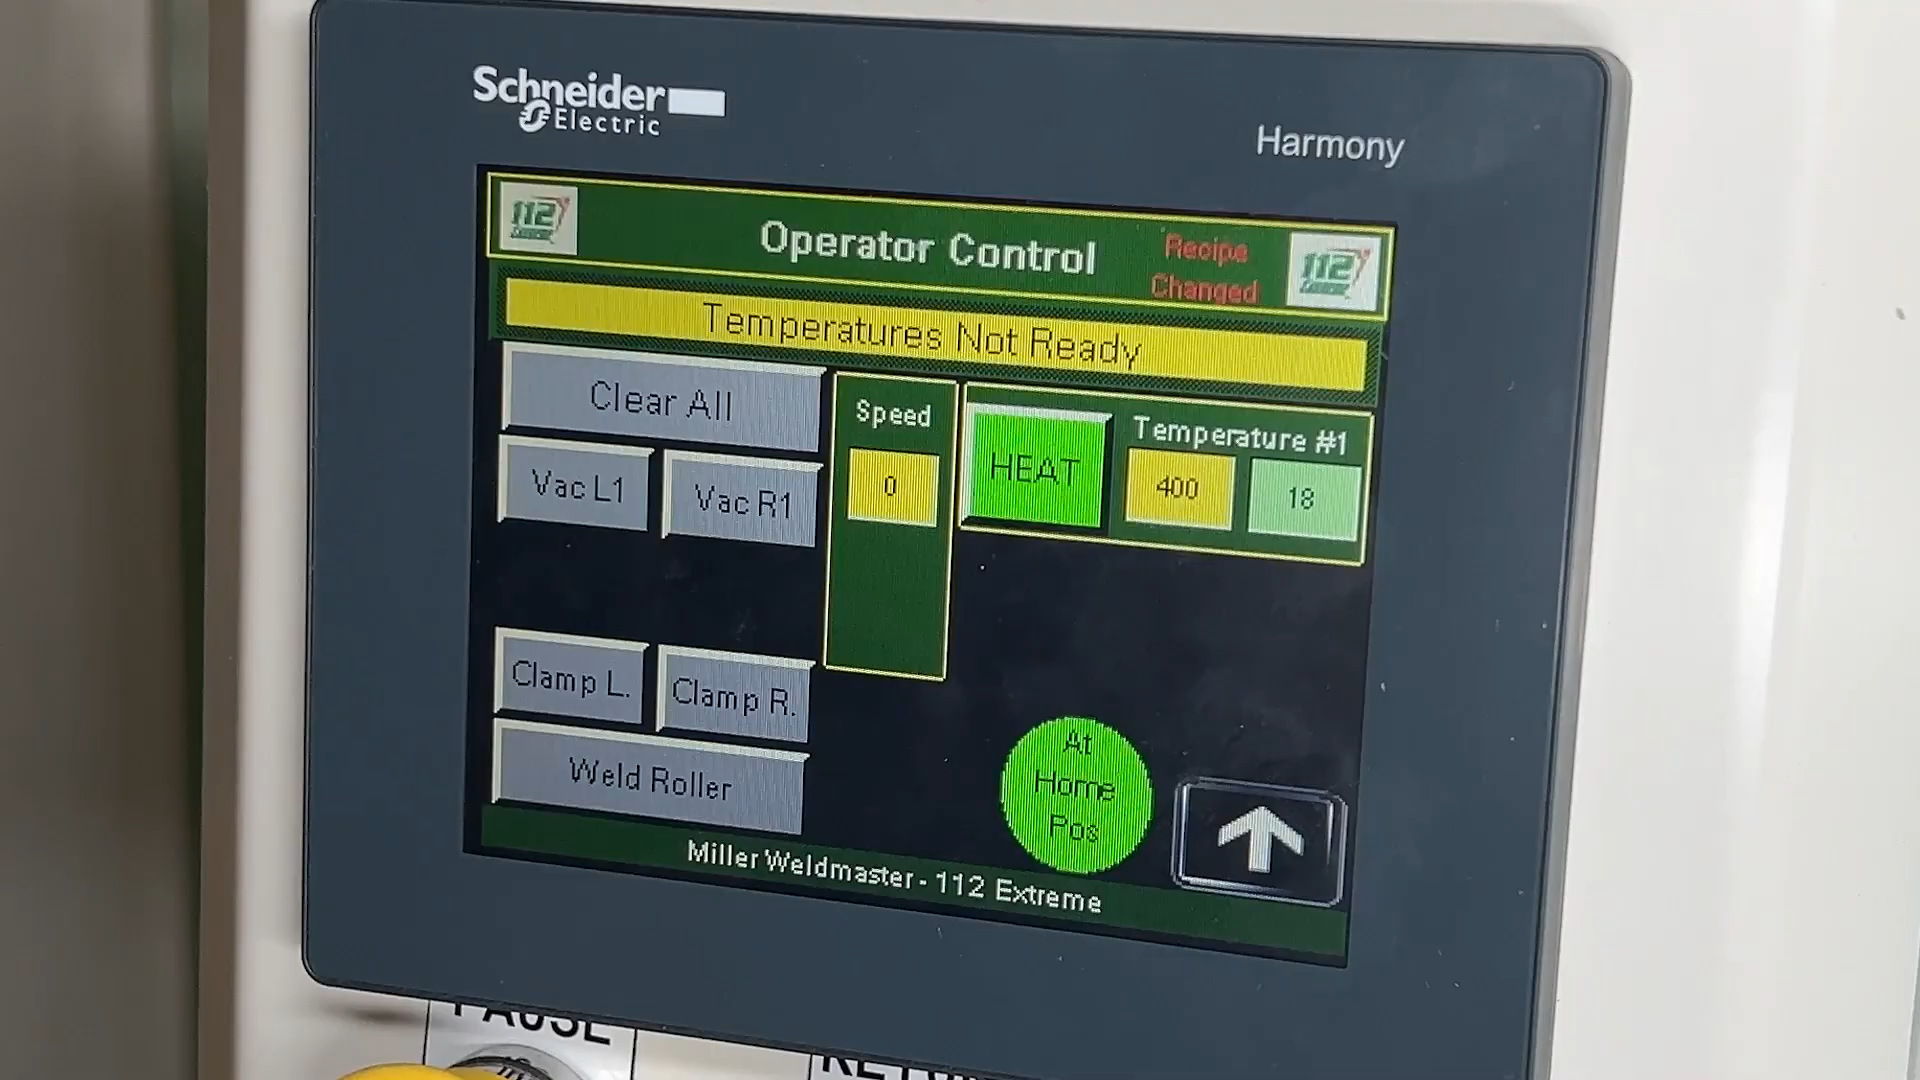 Schneider
Electric
Harmony
112
Operator Control
Recipe
Changed
112
Temperatures Not Ready
Clear All
Speed
HEAT
Temperature #1
Vac L1
Vac R1
0
400
18
Clamp L.
Clamp R.
Weld Roller
At
Home
Pos
Miller Weldmaster - 112 Extreme
PAUSE